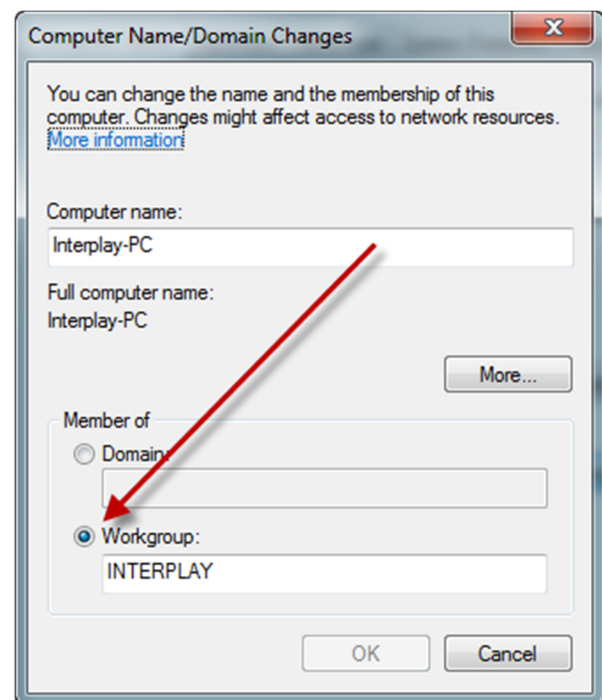 Computer Name/Domain Changes
You can change the name and the membership of this
computer. Changes might affect access to network resources.
More information
Computer name:
Interplay-PC
Full computer name:
Interplay-PC
More...
Member of
Domain:
Workgroup:
INTERPLAY
OK
Cancel